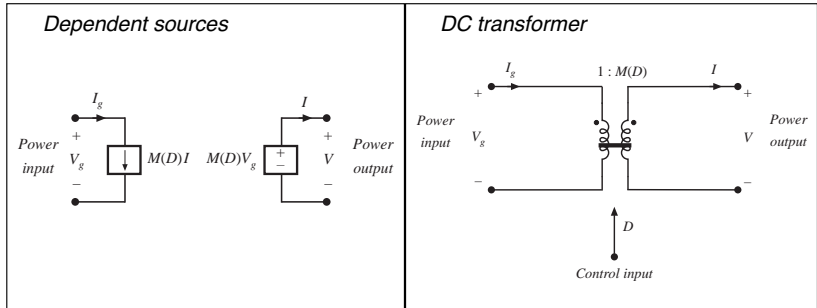 Dependent sources
I_g
I
Power input
+
V_g
−
M(D)I
M(D)V_g
+
−
+
V
−
Power output
DC transformer
1 : M(D)
I_g
I
Power input
+
V_g
−
+
V
−
Power output
D
Control input